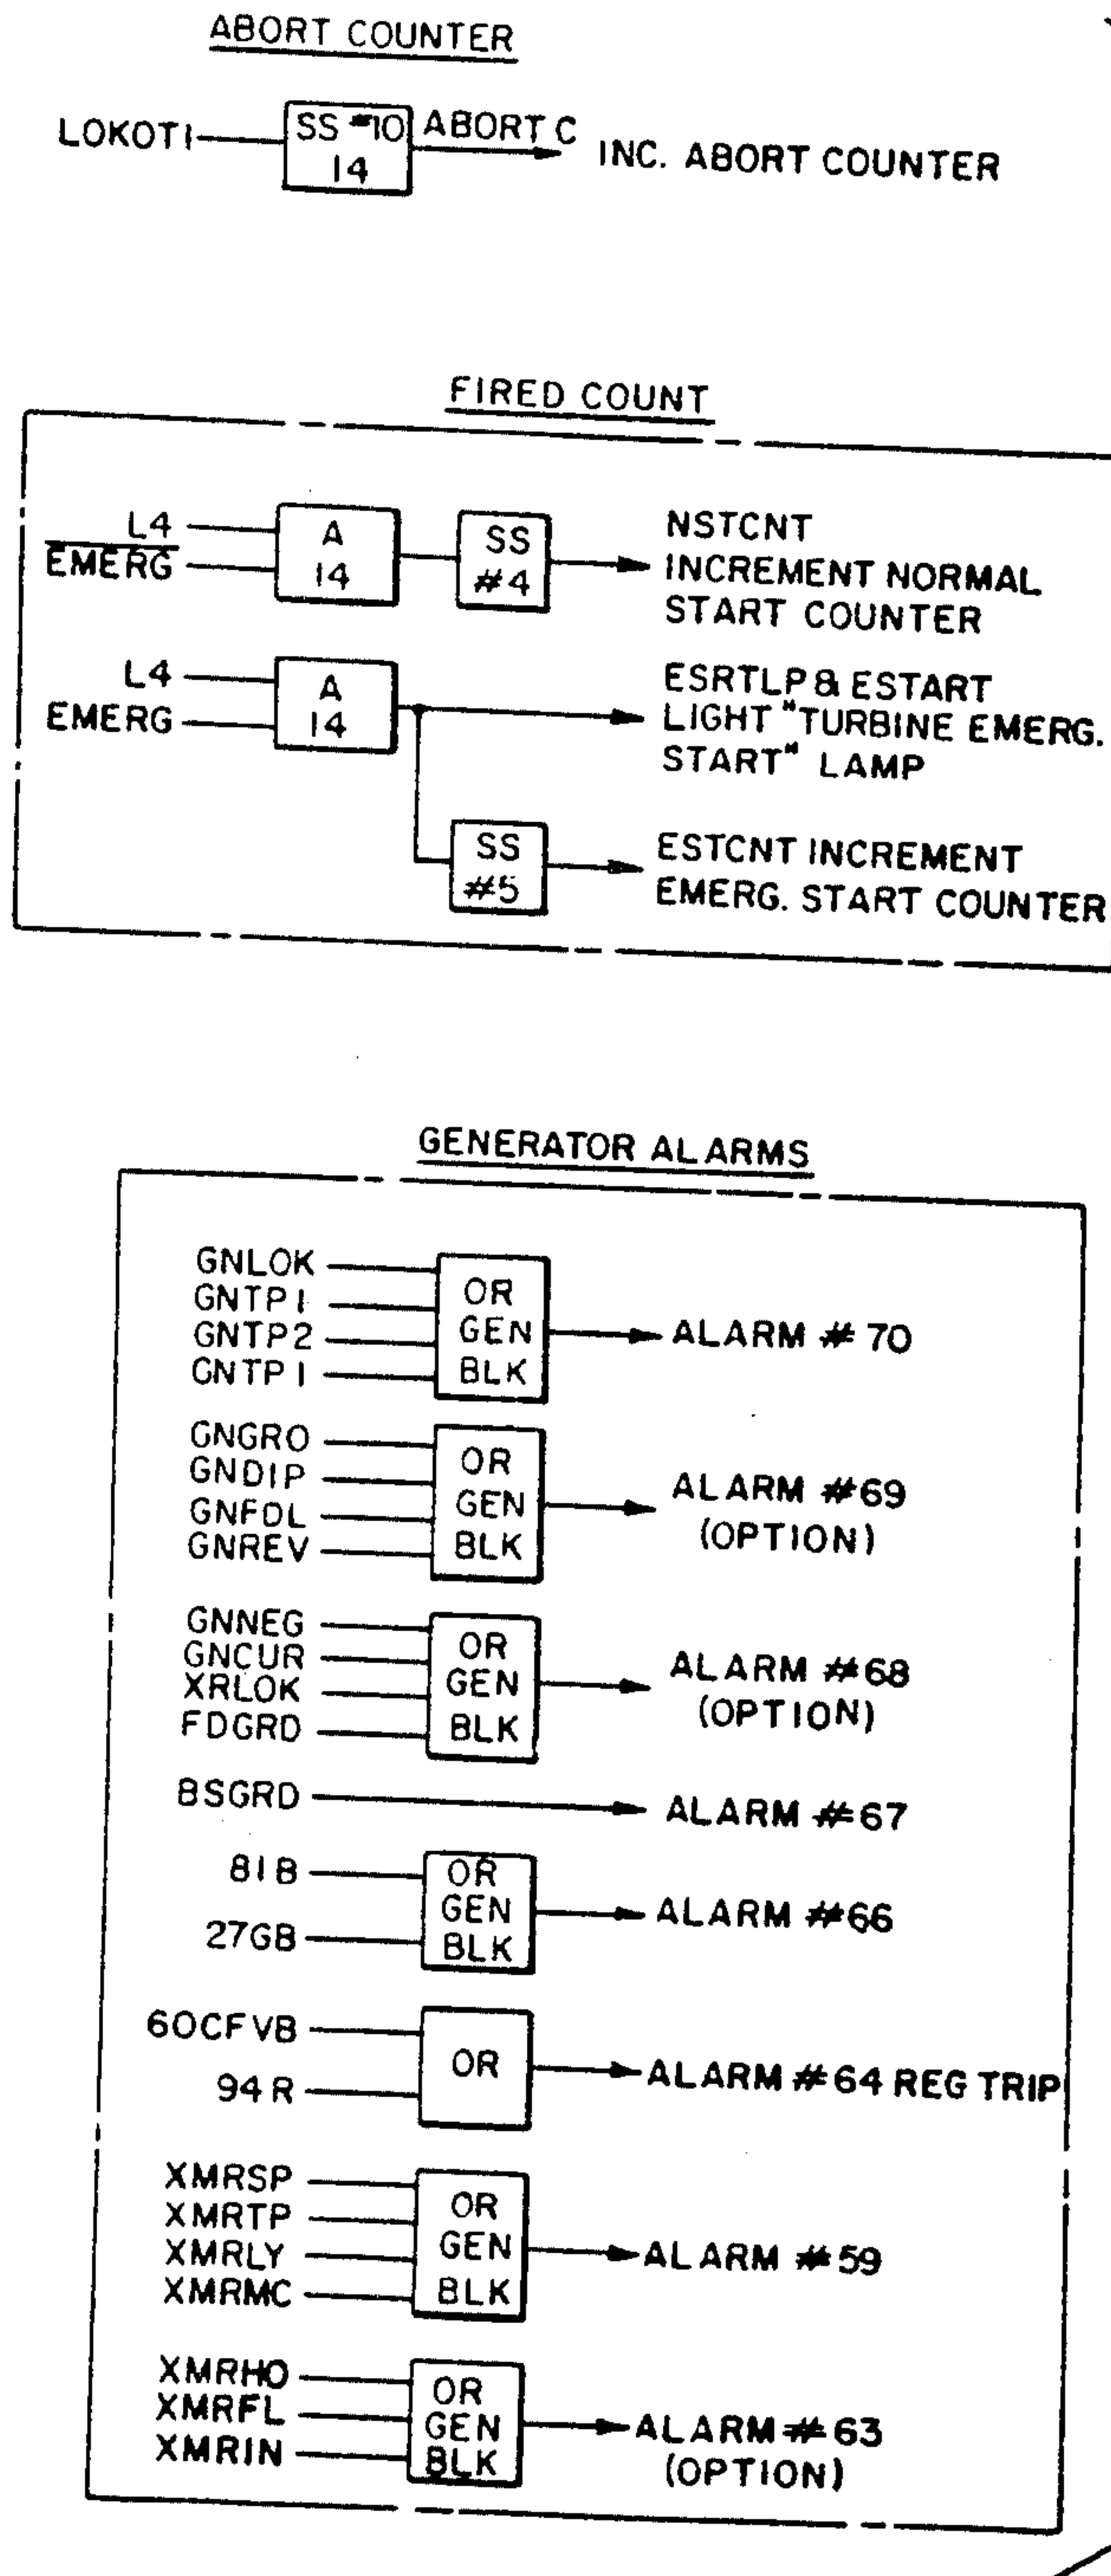 ABORT COUNTER
LOKOT1 SS #10 ABORT C INC. ABORT COUNTER
14
FIRED COUNT
L4 A SS NSTCNT
EMERG 14 #4 INCREMENT NORMAL
START COUNTER
L4 A ESRTLP & ESTART
EMERG 14 LIGHT "TURBINE EMERG.
START" LAMP
SS ESTCNT INCREMENT
#5 EMERG. START COUNTER
GENERATOR ALARMS
GNLOK OR
GNTP1 GEN ALARM # 70
GNTP2 BLK
GNTP1
GNGRO OR
GNDIP GEN ALARM #69
GNFDL BLK (OPTION)
GNREV
GNNEG OR
GNCUR GEN ALARM #68
XRLOK BLK (OPTION)
FDGRD
BSGRD ALARM #67
81B OR
GEN ALARM #66
27GB BLK
60CFVB
OR ALARM #64 REG TRIP
94R
XMRSP OR
XMRTP GEN ALARM #59
XMRLY BLK
XMRMC
XMRHO OR
XMRFL GEN ALARM #63
XMRIN BLK (OPTION)